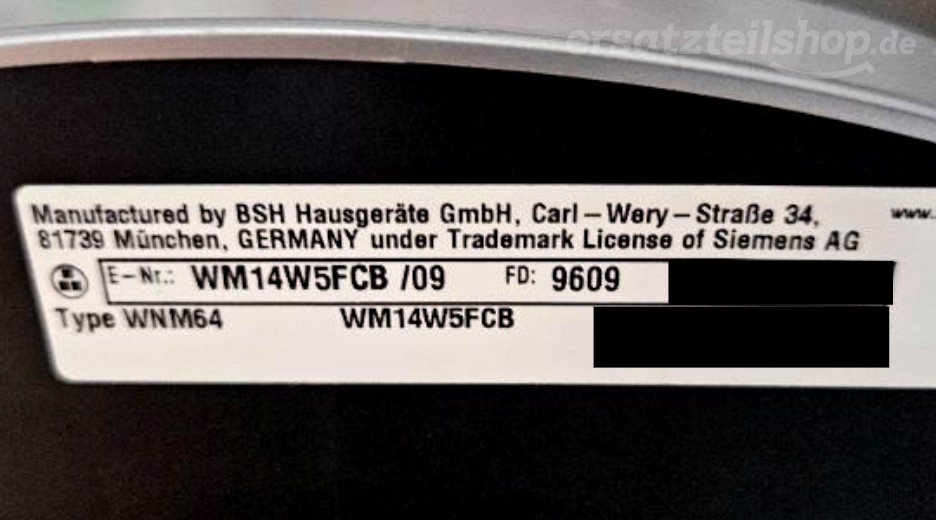 ersatzteilshop.de
Manufactured by BSH Hausgeräte GmbH, Carl-Wery-Straße 34, www.
81739 München, GERMANY under Trademark License of Siemens AG
E-Nr.: WM14W5FCB /09 FD: 9609
Type WNM64 WM14W5FCB